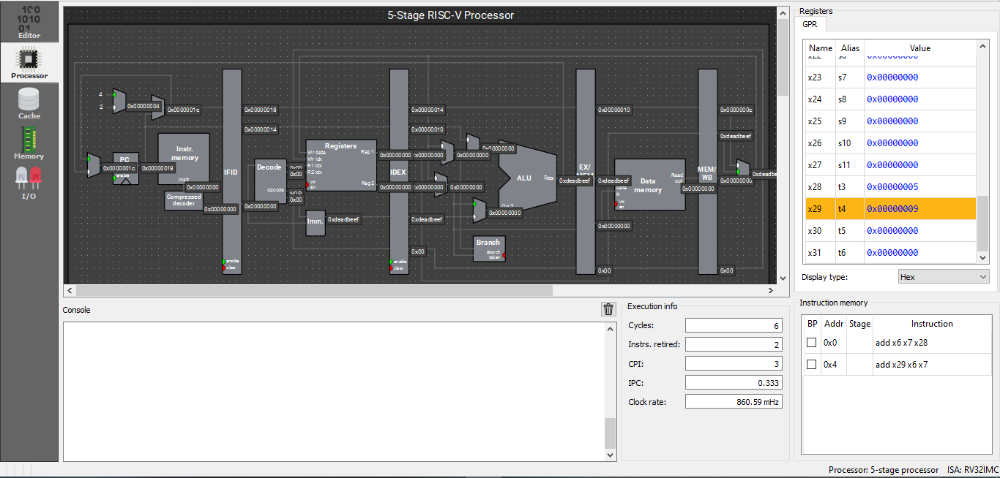 100
1010
01
Editor
Processor
Cache
Memory
I/O
5-Stage RISC-V Processor
4
2
0x00000004
0x0000001c
PC
enable
0x0000001c
0x00000018
Instr.
memory
Instr
0x00000000
Compressed
decoder
0x00000000
IFID
enable
clear
0x00000018
0x00000014
Decode
opcode
0x00
0x00
NOP
0x00
0x00000000
Registers
Wr data
Wr idx
R1 idx
R2 idx
Wr
En
Reg 1
Reg 2
Imm.
0xdeadbeef
IDEX
enable
clear
0x00000014
0x00000010
0x00000000
0x00000000
0x00000000
0x00000000
0x00000000
0x00000000
0x00000000
0xdeadbeef
0x00
0x00000000
ALU
Res
Op 2
Branch
Branch
taken
0xdeadbeef
EX/
MEM
0x00000010
0xdeadbeef
0x00000000
0x00
Data
memory
Data
in
Wr
en
Read
out
0x00000000
MEM/
WB
0x0000000c
0xdeadbeef
0x00000000
0x00
Console
Execution info
Cycles: 6
Instrs. retired: 2
CPI: 3
IPC: 0.333
Clock rate: 860.59 mHz
Registers
GPR
Name Alias Value
x22 s6 0x00000000
x23 s7 0x00000000
x24 s8 0x00000000
x25 s9 0x00000000
x26 s10 0x00000000
x27 s11 0x00000000
x28 t3 0x00000005
x29 t4 0x00000009
x30 t5 0x00000000
x31 t6 0x00000000
Display type: Hex
Instruction memory
BP Addr Stage Instruction
0x0 add x6 x7 x28
0x4 add x29 x6 x7
Processor: 5-stage processor ISA: RV32IMC